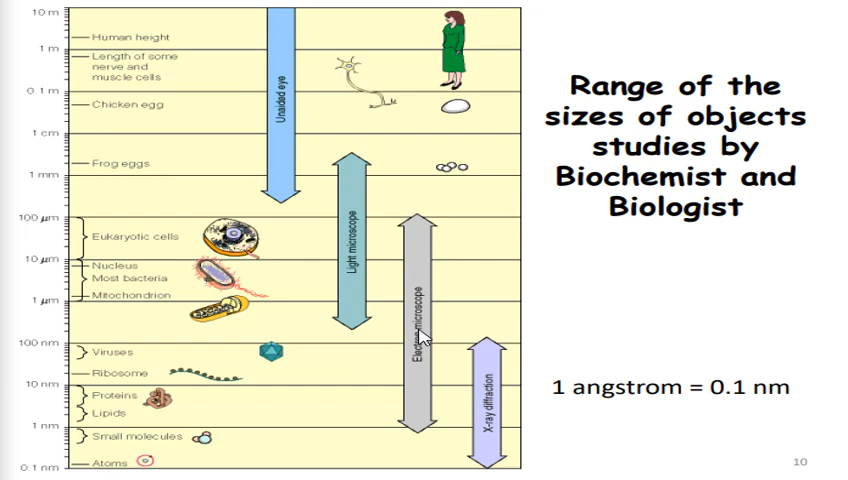 10 m
Human height
1 m
Length of some
nerve and
muscle cells
0.1 m
Chicken egg
1 cm
Frog eggs
1 mm
100 μm
Eukaryotic cells
10 μm
Nucleus
Most bacteria
Mitochondrion
1 μm
100 nm
Viruses
Ribosome
10 nm
Proteins
Lipids
1 nm
Small molecules
Atoms
0.1 nm
Unaided eye
Light microscope
Electron microscope
X-ray diffraction
Range of the
sizes of objects
studies by
Biochemist and
Biologist
1 angstrom = 0.1 nm
10